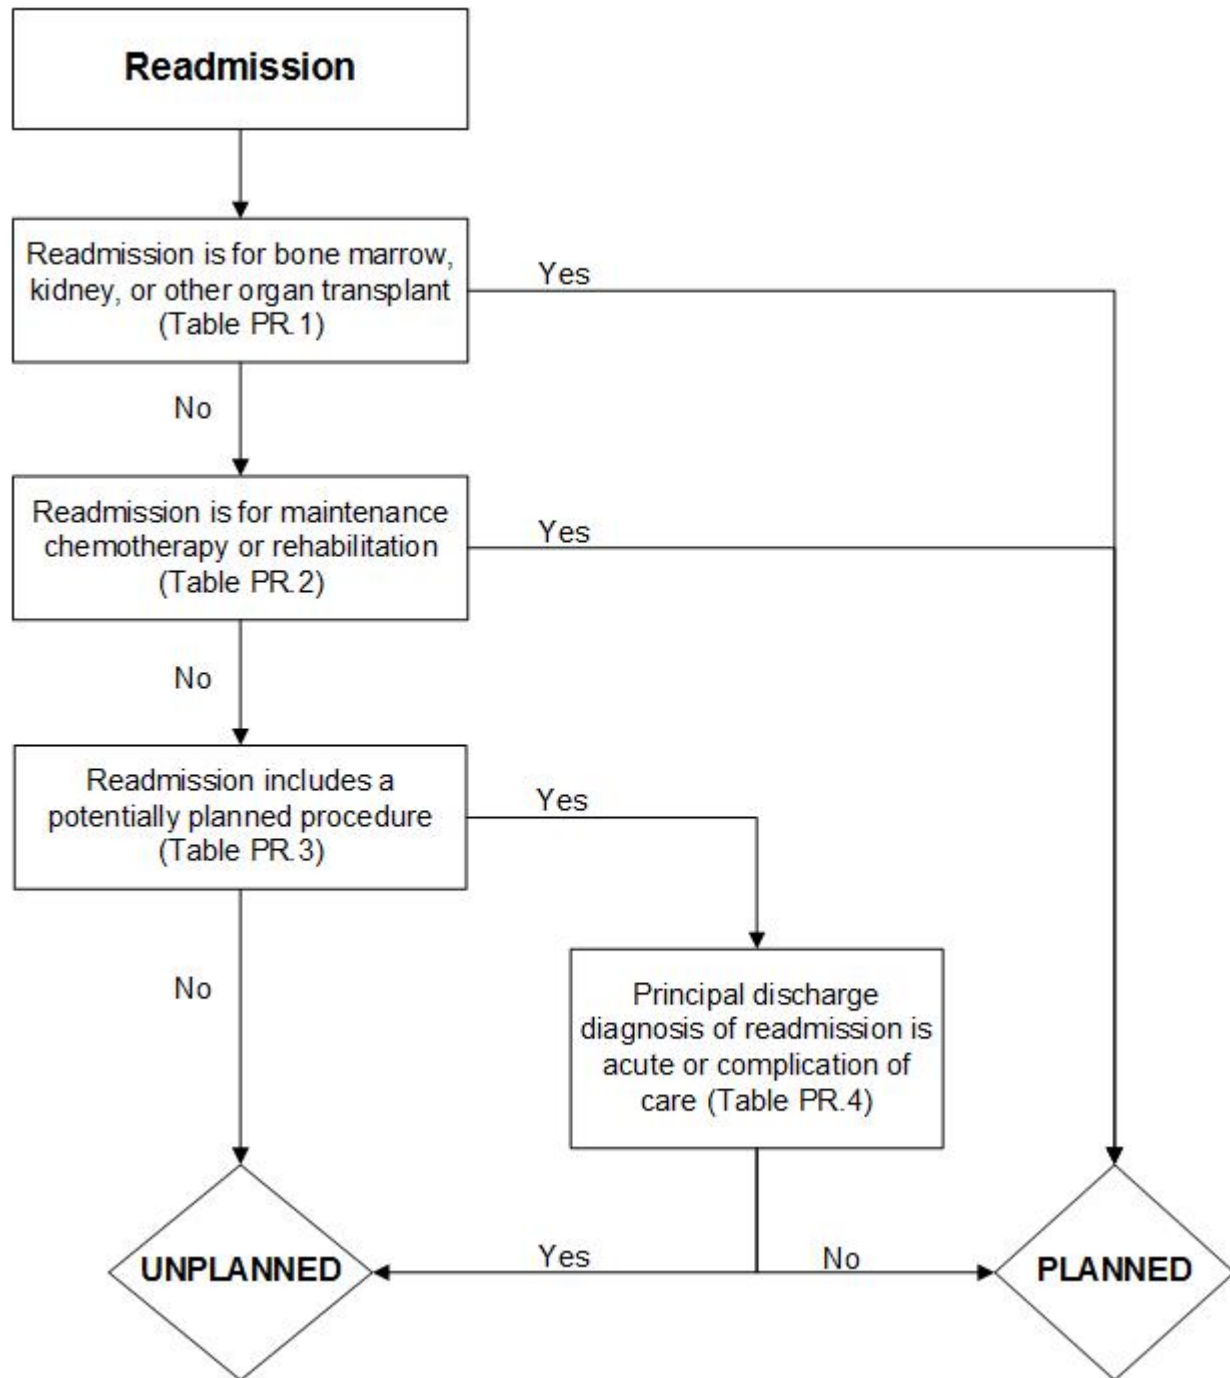 Readmission
Readmission is for bone marrow,
kidney, or other organ transplant
(Table PR.1)
Yes
No
Readmission is for maintenance
chemotherapy or rehabilitation
(Table PR.2)
Yes
No
Readmission includes a
potentially planned procedure
(Table PR.3)
Yes
No
Principal discharge
diagnosis of readmission is
acute or complication of
care (Table PR.4)
Yes
No
UNPLANNED
PLANNED